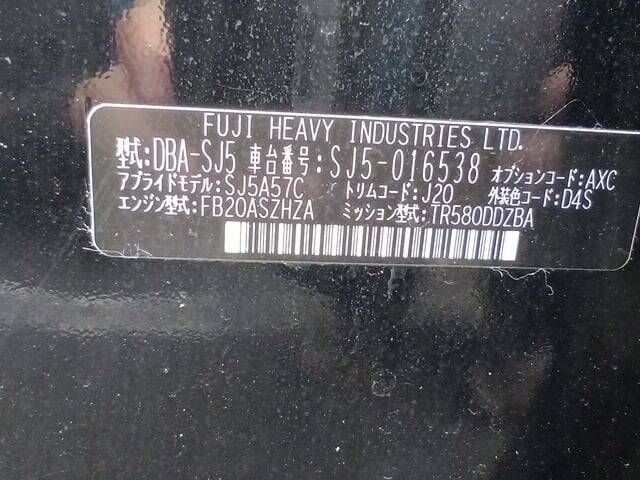 FUJI HEAVY INDUSTRIES LTD.
型式:DBA-SJ5 車台番号:SJ5-016538 オプションコード:AXC
アプライドモデル:SJ5A57C トリムコード:J20 外装色コード:D4S
エンジン型式:FB20ASZHZA ミッション型式:TR580DDZBA